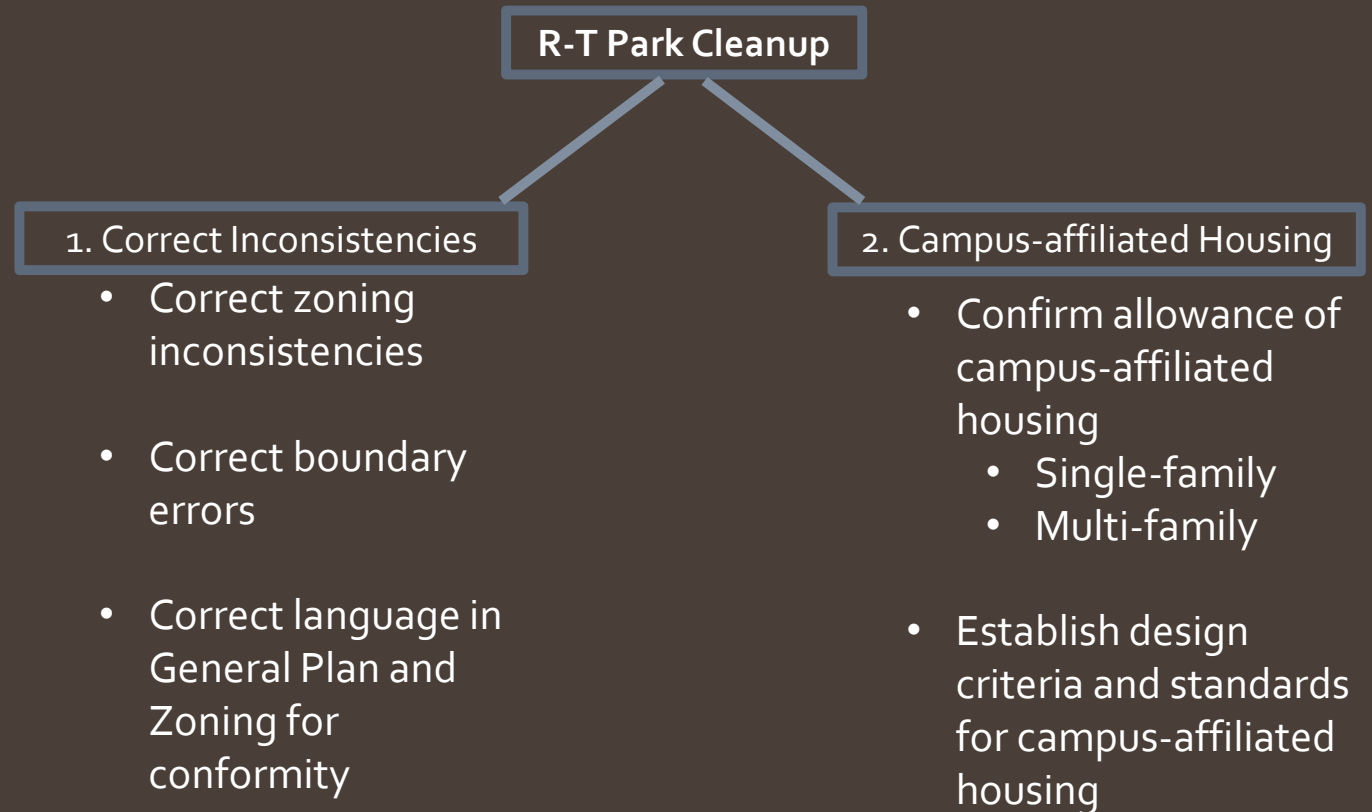 R-T Park Cleanup
1. Correct Inconsistencies
• Correct zoning
inconsistencies
• Correct boundary
errors
• Correct language in
General Plan and
Zoning for
conformity
2. Campus-affiliated Housing
• Confirm allowance of
campus-affiliated
housing
• Single-family
• Multi-family
• Establish design
criteria and standards
for campus-affiliated
housing